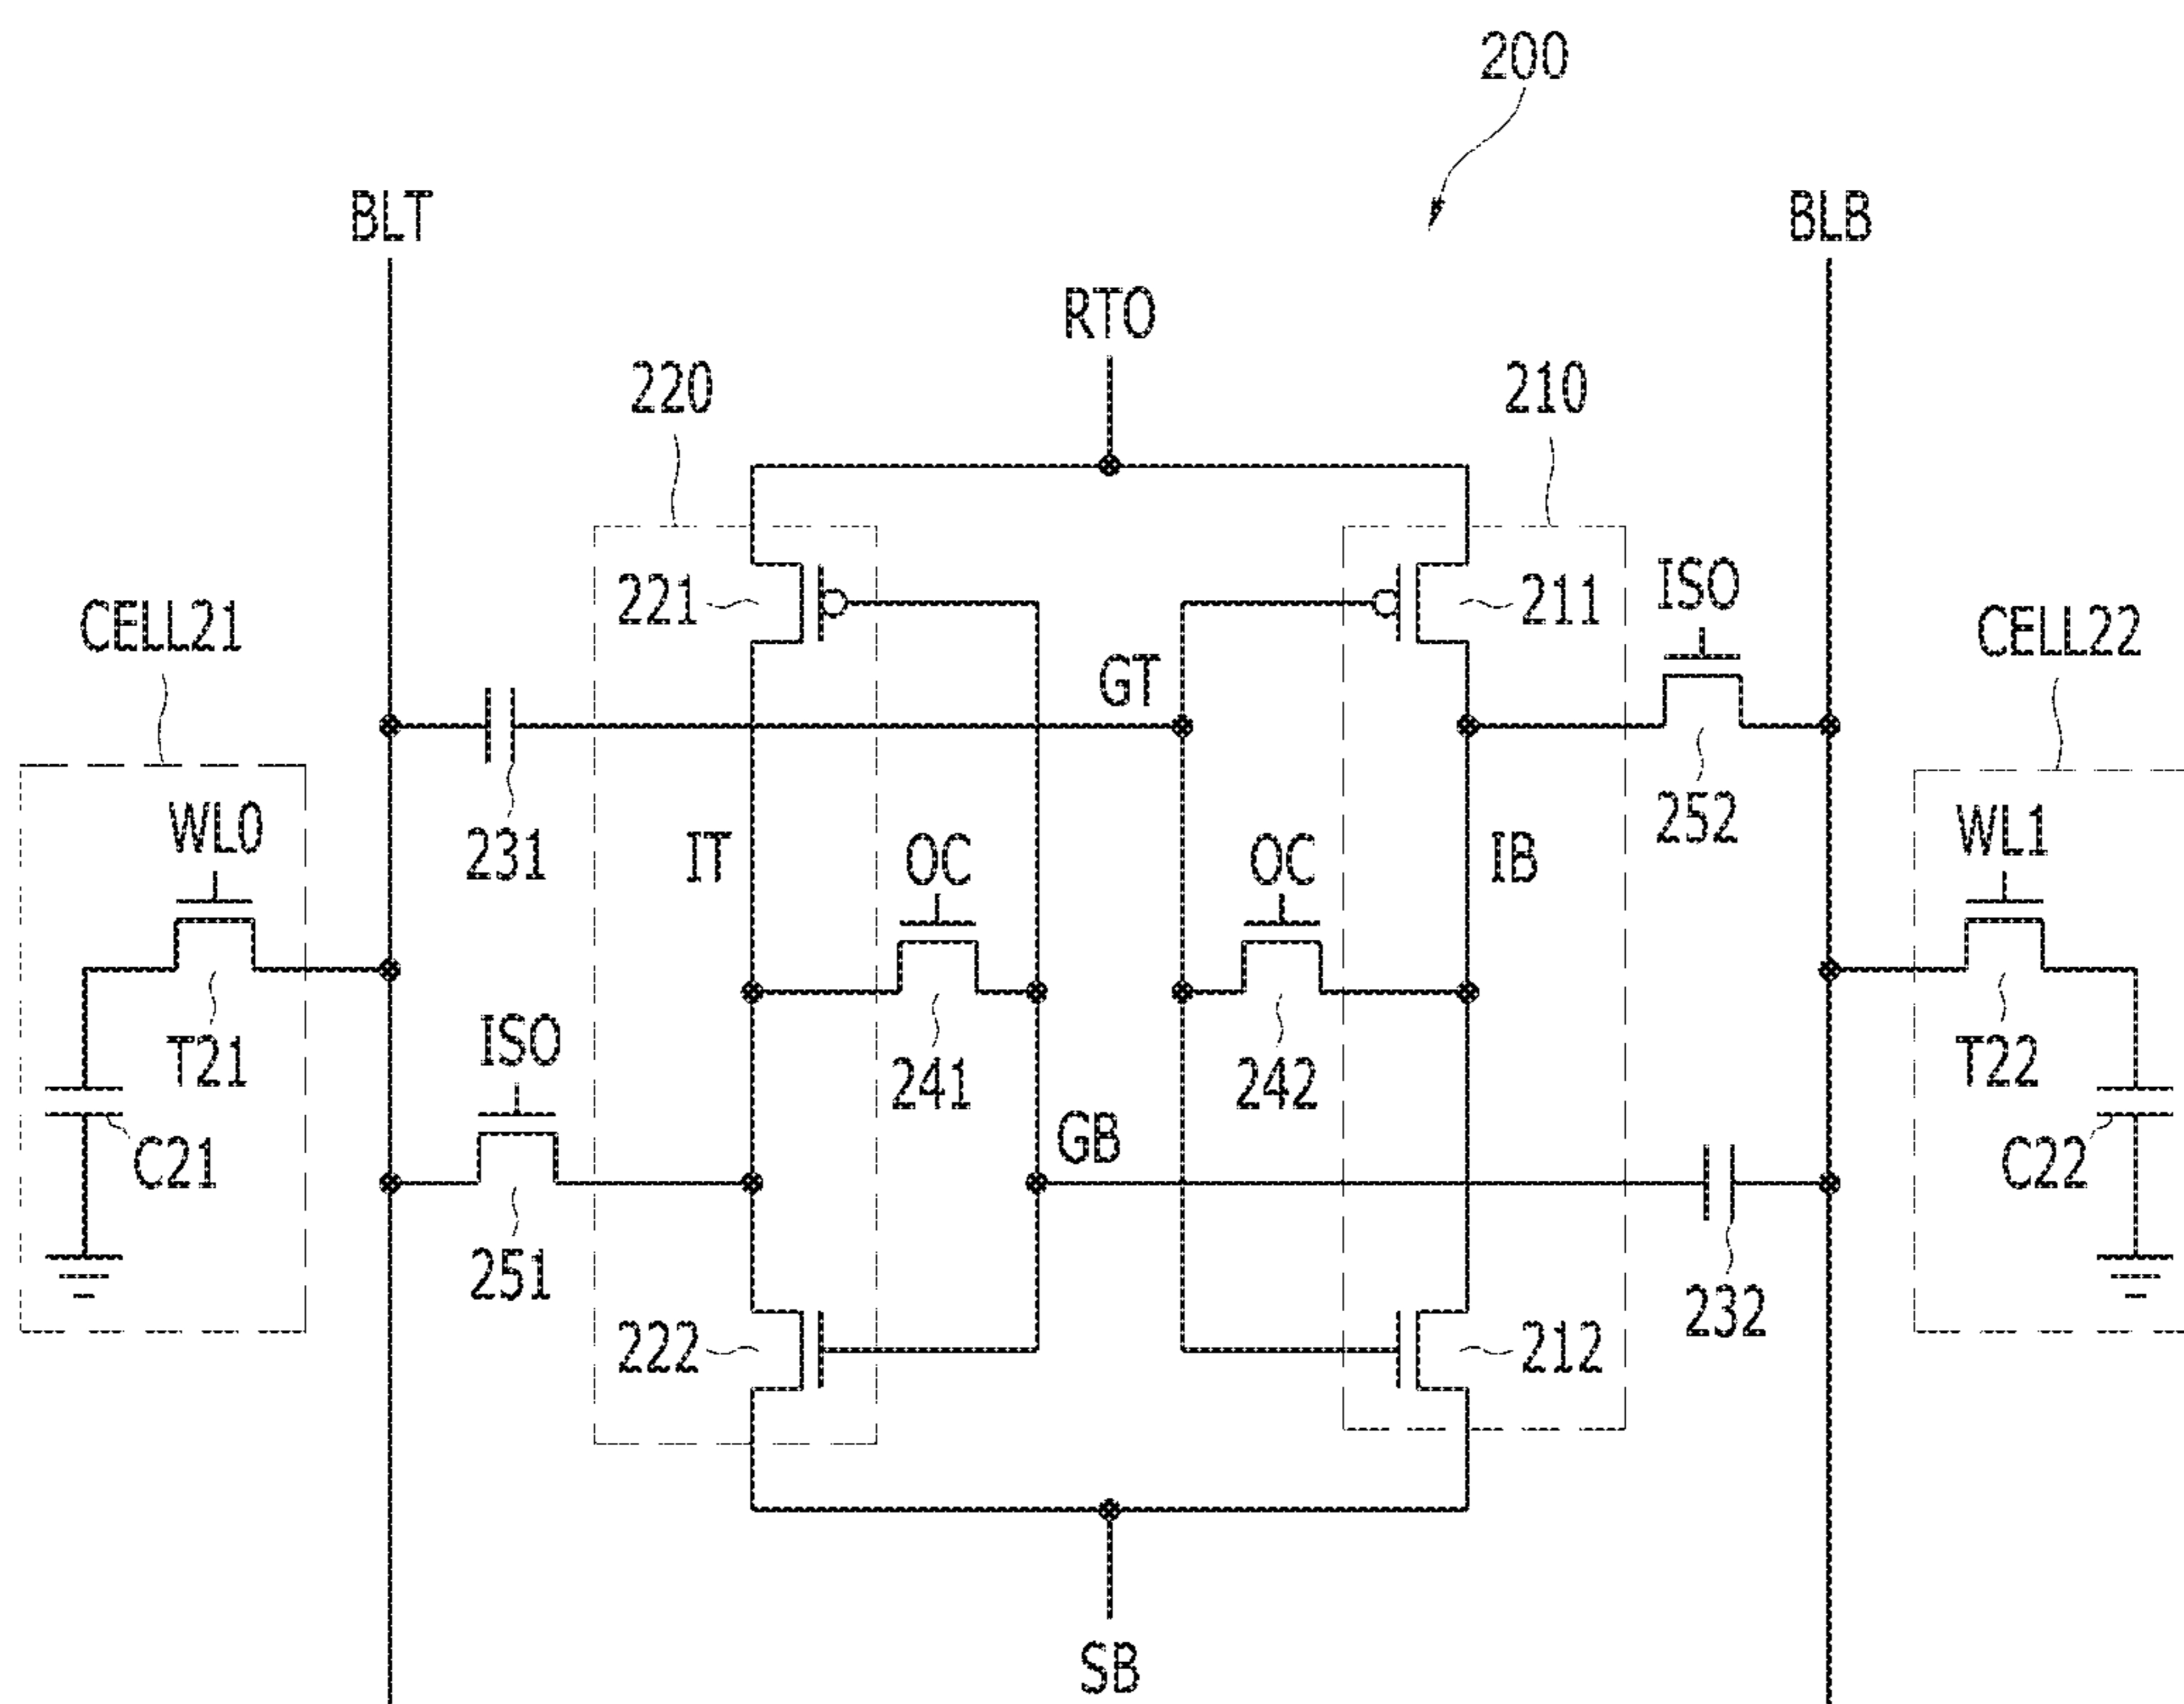 200
BLT
BLB
RTO
220
210
221
211
ISO
CELL21
CELL22
GT
WL0
231
IT
OC
OC
IB
252
WL1
T21
ISO
241
242
T22
C21
GB
C22
251
232
222
212
SB